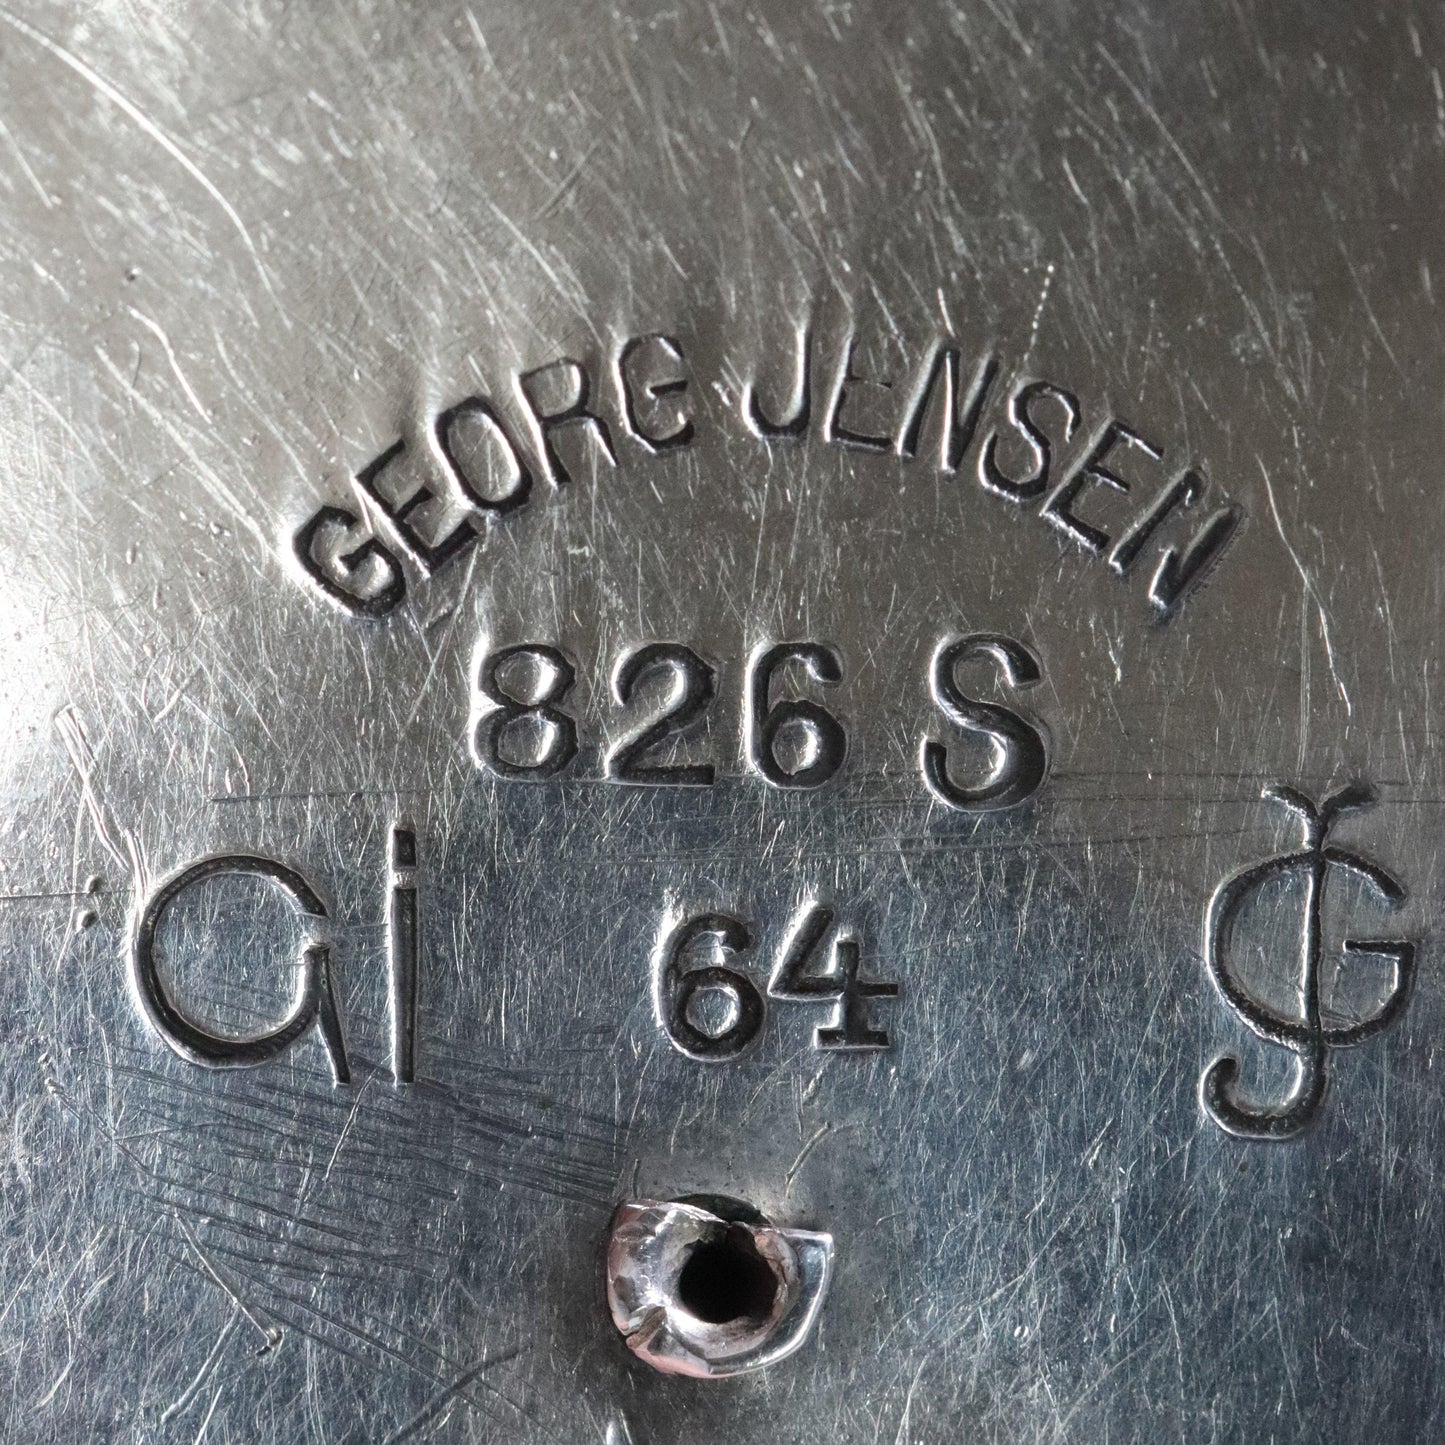 GEORG JENSEN
826 S
GI 64 GJ